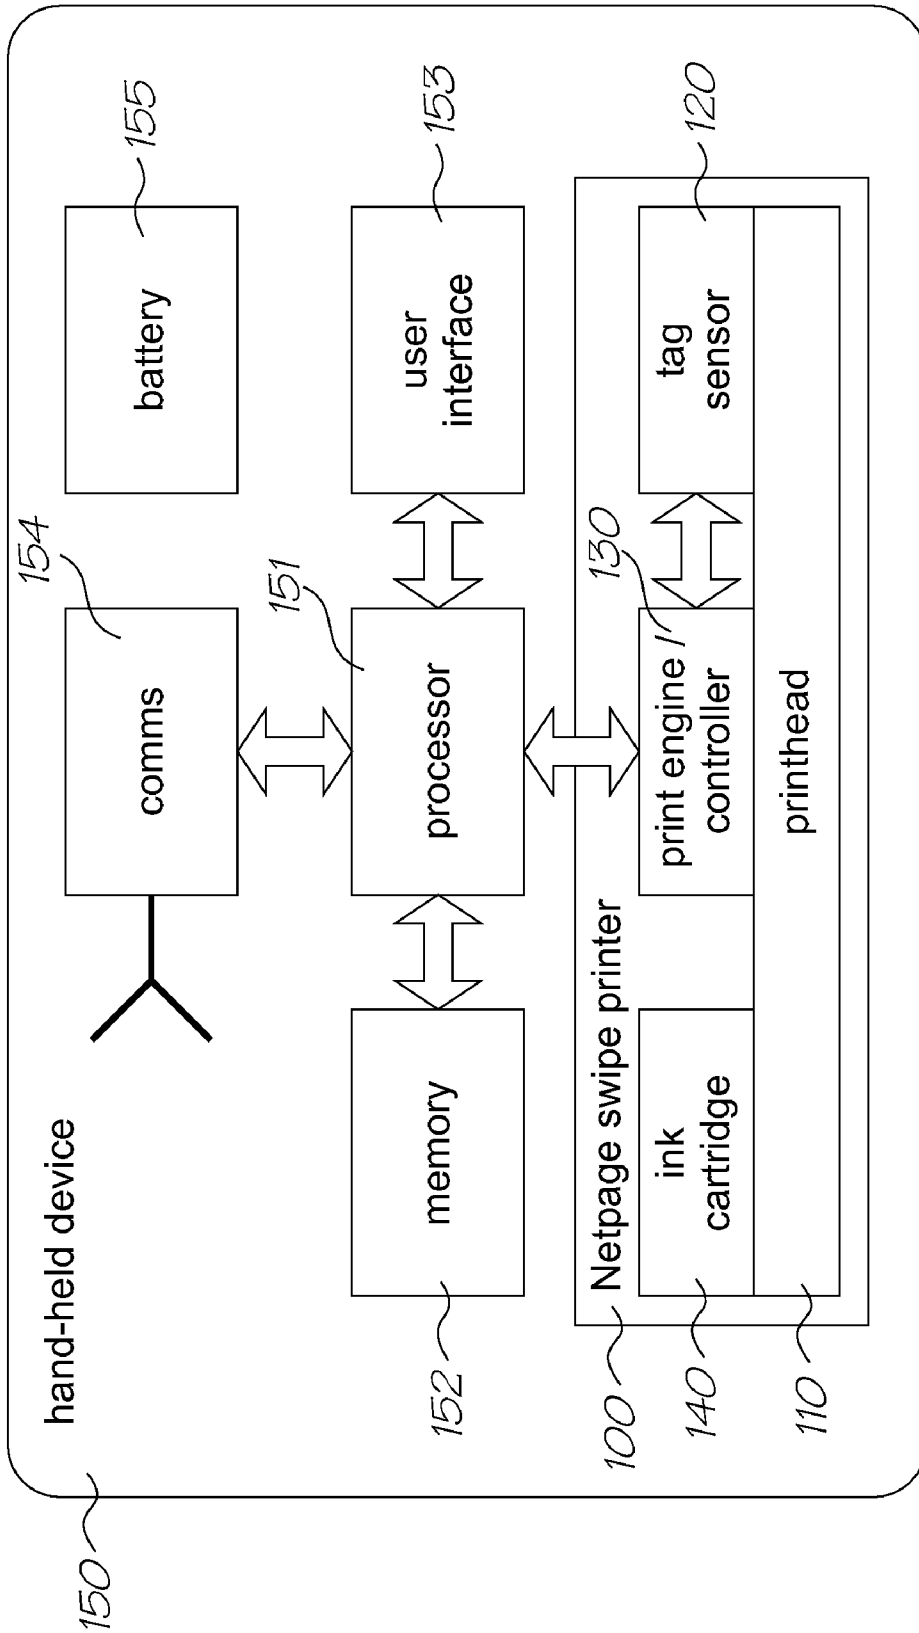 150
hand-held device
154
comms
155
battery
151
152
memory
processor
user
interface
153
100
Netpage swipe printer
140
ink
cartridge
print engine /
controller
130
tag
sensor
120
110
printhead